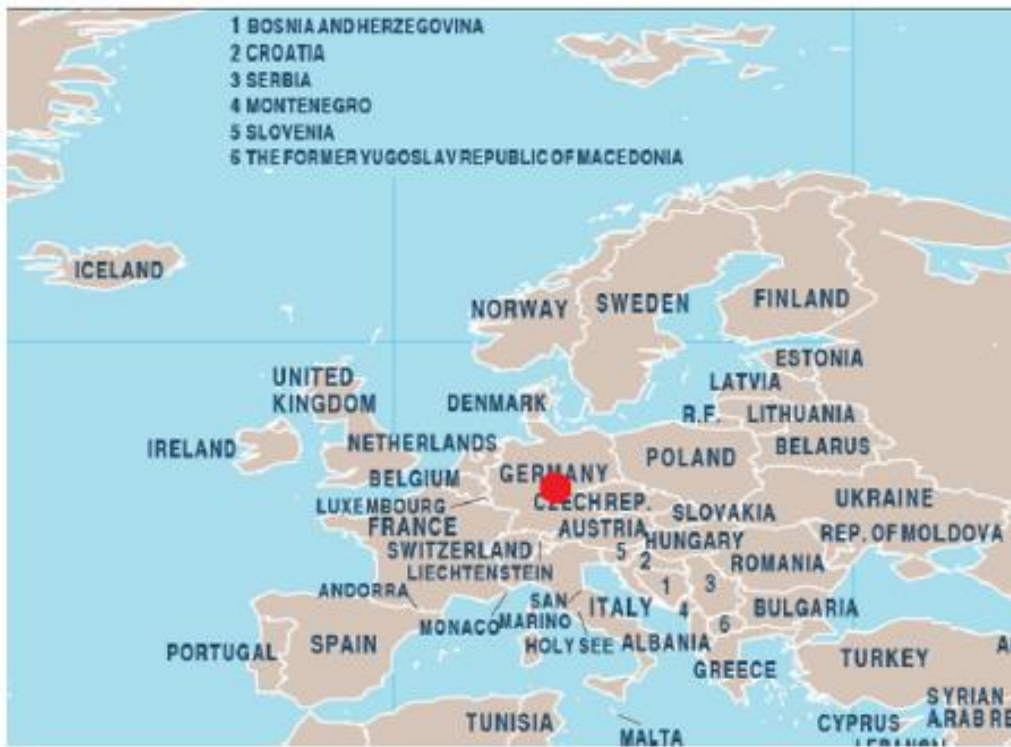 1 BOSNIA AND HERZEGOVINA
2 CROATIA
3 SERBIA
4 MONTENEGRO
5 SLOVENIA
6 THE FORMER YUGOSLAV REPUBLIC OF MACEDONIA
ICELAND
NORWAY
SWEDEN
FINLAND
ESTONIA
UNITED
KINGDOM
LATVIA
DENMARK
R.F.
LITHUANIA
IRELAND
NETHERLANDS
BELARUS
POLAND
BELGIUM
GERMANY
LUXEMBOURG
CZECH REP.
UKRAINE
SLOVAKIA
FRANCE
AUSTRIA
HUNGARY
REP. OF MOLDOVA
SWITZERLAND
5
2
ROMANIA
LIECHTENSTEIN
ANDORRA
1
3
SAN
MARINO
ITALY
4
BULGARIA
MONACO
6
HOLY SEE
ALBANIA
PORTUGAL
SPAIN
GREECE
TURKEY
SYRIAN
ARAB RE
TUNISIA
MALTA
CYPRUS
LEBANON